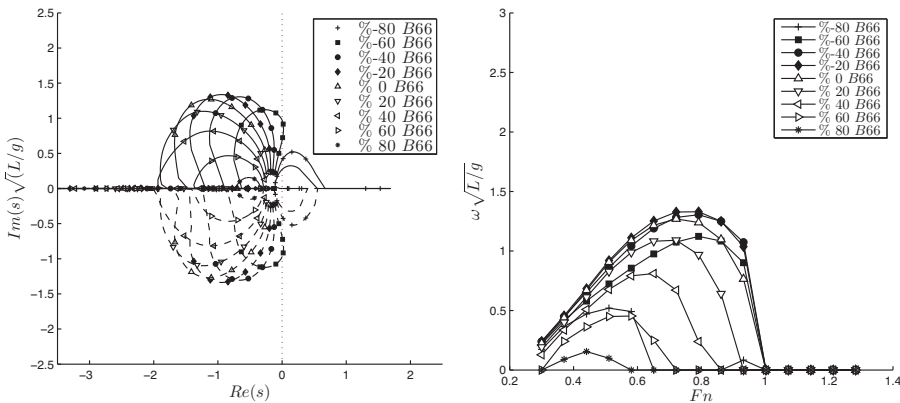 2.5
2
1.5
1
0.5
0
−0.5
−1
−1.5
−2
−2.5
−3
−2
−1
0
1
2
Im(s) √(L/g)
Re(s)
%-80 B66
%-60 B66
%-40 B66
%-20 B66
% 0 B66
% 20 B66
% 40 B66
% 60 B66
% 80 B66
3
2.5
2
1.5
1
0.5
0
0.2
0.4
0.6
0.8
1
1.2
1.4
ω √L/g
Fn
%-80 B66
%-60 B66
%-40 B66
%-20 B66
% 0 B66
% 20 B66
% 40 B66
% 60 B66
% 80 B66